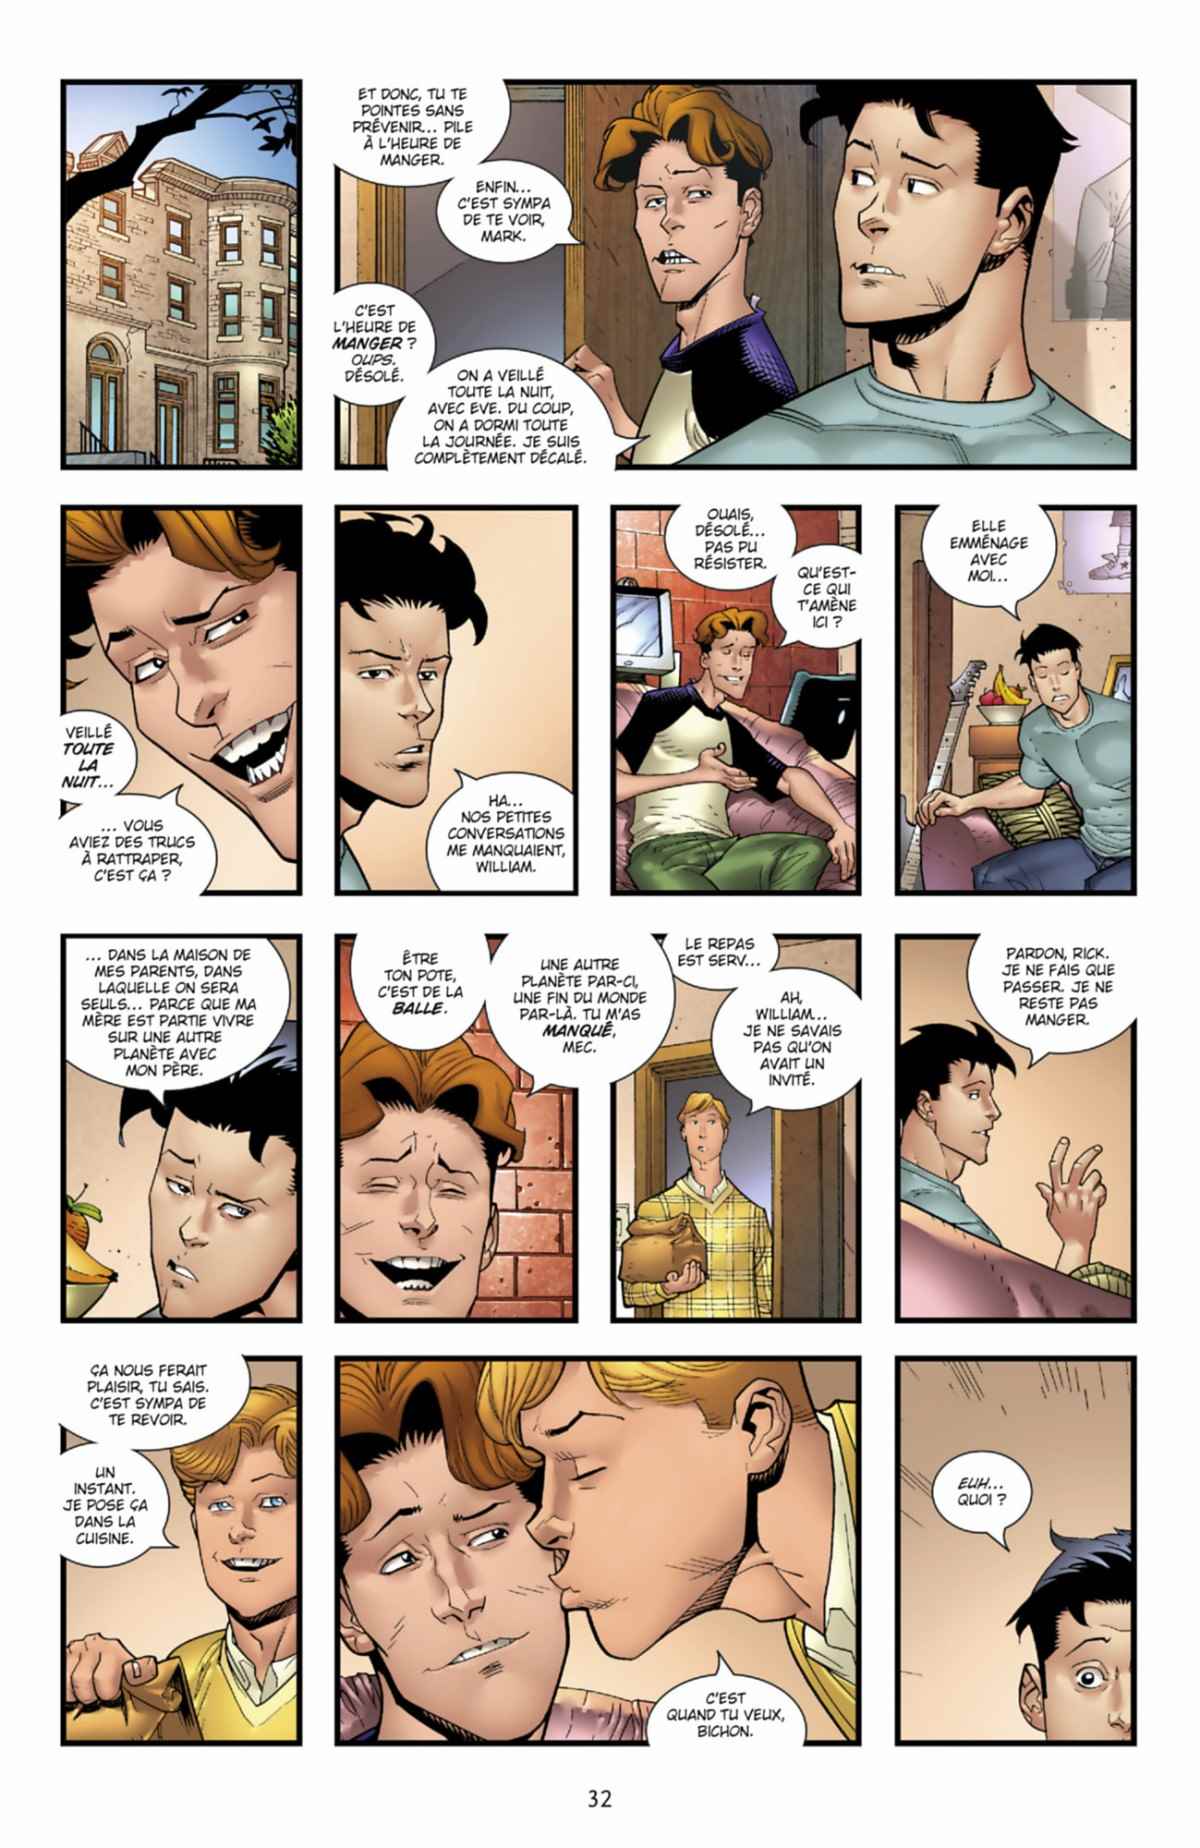 ET DONC, TU TE
POINTES SANS
PRÉVENIR... PILE
À L'HEURE DE
MANGER.
ENFIN...
C'EST SYMPA
DE TE VOIR,
MARK.
C'EST
L'HEURE DE
MANGER ?
OUPS.
DÉSOLÉ.
ON A VEILLÉ
TOUTE LA NUIT,
AVEC EVE. DU COUP,
ON A DORMI TOUTE
LA JOURNÉE. JE SUIS
COMPLÈTEMENT DÉCALÉ.
VEILLÉ
TOUTE
LA
NUIT...
... VOUS
AVIEZ DES TRUCS
À RATTRAPER,
C'EST ÇA ?
HA...
NOS PETITES
CONVERSATIONS
ME MANQUAIENT,
WILLIAM.
OUAIS,
DÉSOLÉ...
PAS PU
RÉSISTER.
QU'EST-
CE QUI
T'AMÈNE
ICI ?
ELLE
EMMÉNAGE
AVEC
MOI...
... DANS LA MAISON DE
MES PARENTS, DANS
LAQUELLE ON SERA
SEULS... PARCE QUE MA
MÈRE EST PARTIE VIVRE
SUR UNE AUTRE
PLANÈTE AVEC
MON PÈRE.
ÊTRE
TON POTE,
C'EST DE LA
BALLE.
UNE AUTRE
PLANÈTE PAR-CI,
UNE FIN DU MONDE
PAR-LÀ. TU M'AS
MANQUÉ,
MEC.
LE REPAS
EST SERV...
AH,
WILLIAM...
JE NE SAVAIS
PAS QU'ON
AVAIT UN
INVITÉ.
PARDON, RICK.
JE NE FAIS QUE
PASSER. JE NE
RESTE PAS
MANGER.
ÇA NOUS FERAIT
PLAISIR, TU SAIS.
C'EST SYMPA DE
TE REVOIR.
UN
INSTANT.
JE POSE ÇA
DANS LA
CUISINE.
C'EST
QUAND TU VEUX,
BICHON.
EUH...
QUOI ?
32